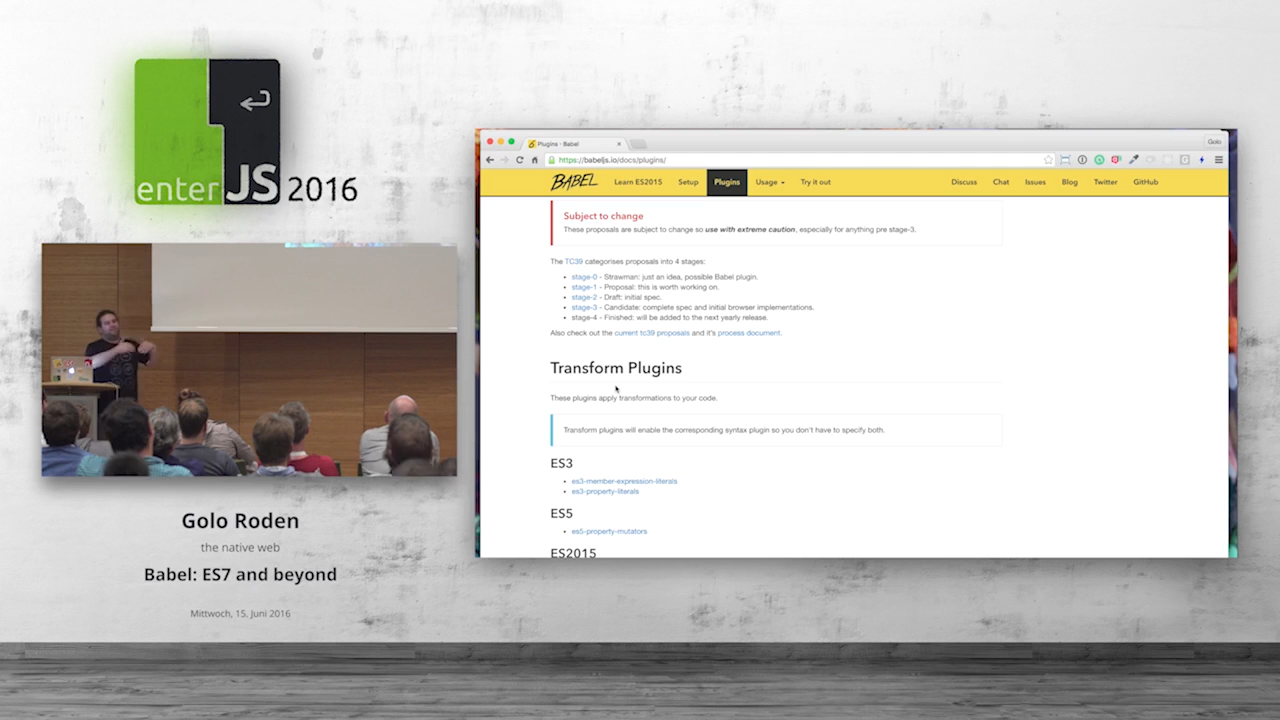 enterJS 2016
Golo Roden
the native web
Babel: ES7 and beyond
Mittwoch, 15. Juni 2016
Plugins · Babel
Golo
https://babeljs.io/docs/plugins/
BABEL
Learn ES2015
Setup
Plugins
Usage
Try it out
Discuss
Chat
Issues
Blog
Twitter
GitHub
Subject to change
These proposals are subject to change so use with extreme caution, especially for anything pre stage-3.
The TC39 categorises proposals into 4 stages:
stage-0 - Strawman: just an idea, possible Babel plugin.
stage-1 - Proposal: this is worth working on.
stage-2 - Draft: initial spec.
stage-3 - Candidate: complete spec and initial browser implementations.
stage-4 - Finished: will be added to the next yearly release.
Also check out the current tc39 proposals and it's process document.
Transform Plugins
These plugins apply transformations to your code.
Transform plugins will enable the corresponding syntax plugin so you don't have to specify both.
ES3
es3-member-expression-literals
es3-property-literals
ES5
es5-property-mutators
ES2015